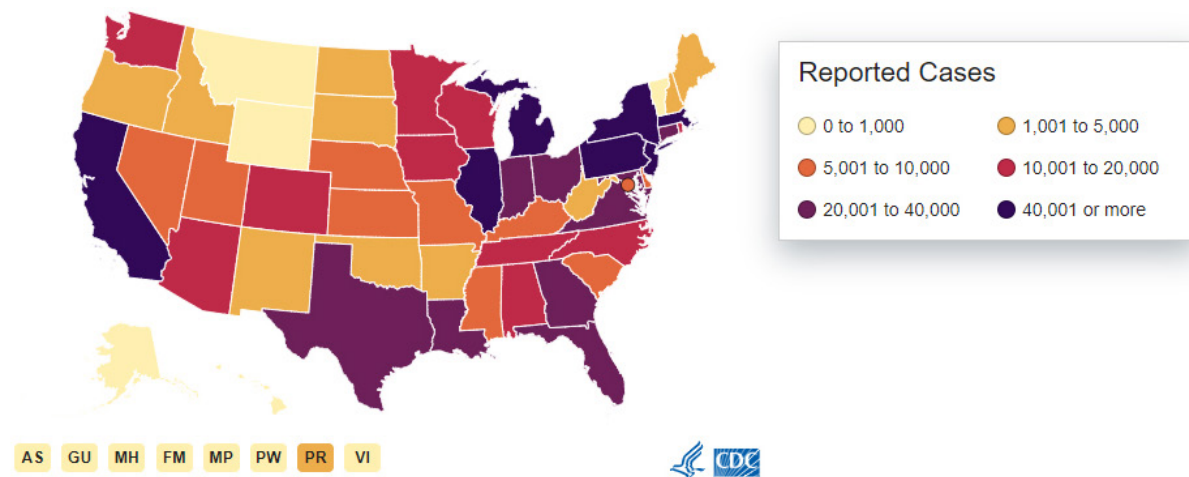 Reported Cases
0 to 1,000 1,001 to 5,000
5,001 to 10,000 10,001 to 20,000
20,001 to 40,000 40,001 or more
AS GU MH FM MP PW PR VI
CDC